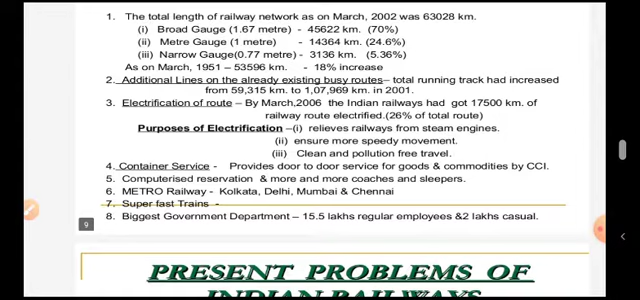 1. The total length of railway network as on March, 2002 was 63028 km.
(i) Broad Gauge (1.67 metre) - 45622 km. (70%)
(ii) Metre Gauge (1 metre) - 14364 km. (24.6%)
(iii) Narrow Gauge(0.77 metre) - 3136 km. (5.36%)
As on March, 1951 – 53596 km. - 18% increase
2. Additional Lines on the already existing busy routes– total running track had increased
from 59,315 km. to 1,07,969 km. in 2001.
3. Electrification of route – By March,2006 the Indian railways had got 17500 km. of
railway route electrified.(26% of total route)
Purposes of Electrification –(i) relieves railways from steam engines.
(ii) ensure more speedy movement.
(iii) Clean and pollution free travel.
4. Container Service - Provides door to door service for goods & commodities by CCI.
5 Computerised reservation & more and more coaches and sleepers.
6 METRO Railway - Kolkata, Delhi, Mumbai & Chennai
7. Super fast Trains -
8. Biggest Government Department – 15.5 lakhs regular employees &2 lakhs casual.
9
PRESENT PROBLEMS OF
INDIAN RAILWAYS